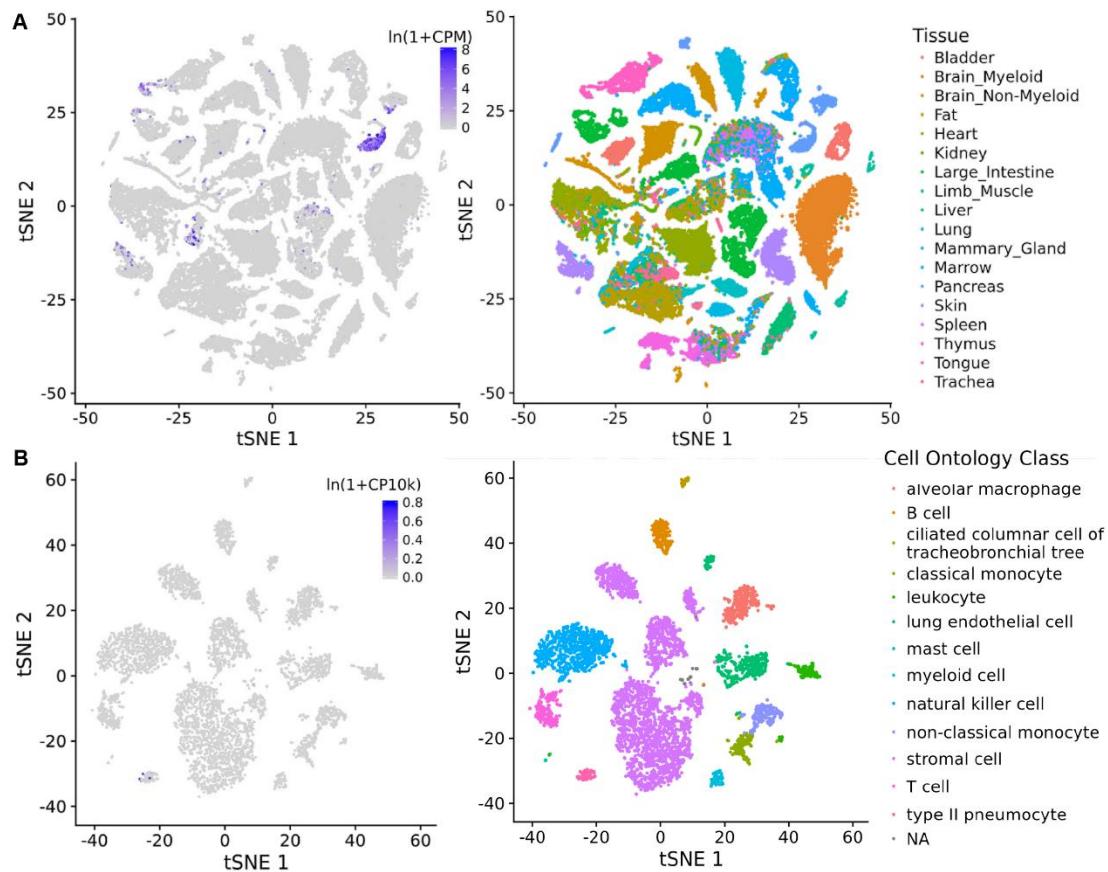 A
50
25
0
-25
-50
-50
-25
0
25
50
tSNE 2
tSNE 1
ln(1+CPM)
8
6
4
2
0
50
25
0
-25
-50
-50
-25
0
25
50
tSNE 2
tSNE 1
Tissue
Bladder
Brain_Myeloid
Brain_Non-Myeloid
Fat
Heart
Kidney
Large_Intestine
Limb_Muscle
Liver
Lung
Mammary_Gland
Marrow
Pancreas
Skin
Spleen
Thymus
Tongue
Trachea
B
60
40
20
0
-20
-40
-40
-20
0
20
40
60
tSNE 2
tSNE 1
ln(1+CP10k)
0.8
0.6
0.4
0.2
0.0
60
40
20
0
-20
-40
-40
-20
0
20
40
60
tSNE 2
tSNE 1
Cell Ontology Class
alveolar macrophage
B cell
ciliated columnar cell of
tracheobronchial tree
classical monocyte
leukocyte
lung endothelial cell
mast cell
myeloid cell
natural killer cell
non-classical monocyte
stromal cell
T cell
type II pneumocyte
NA